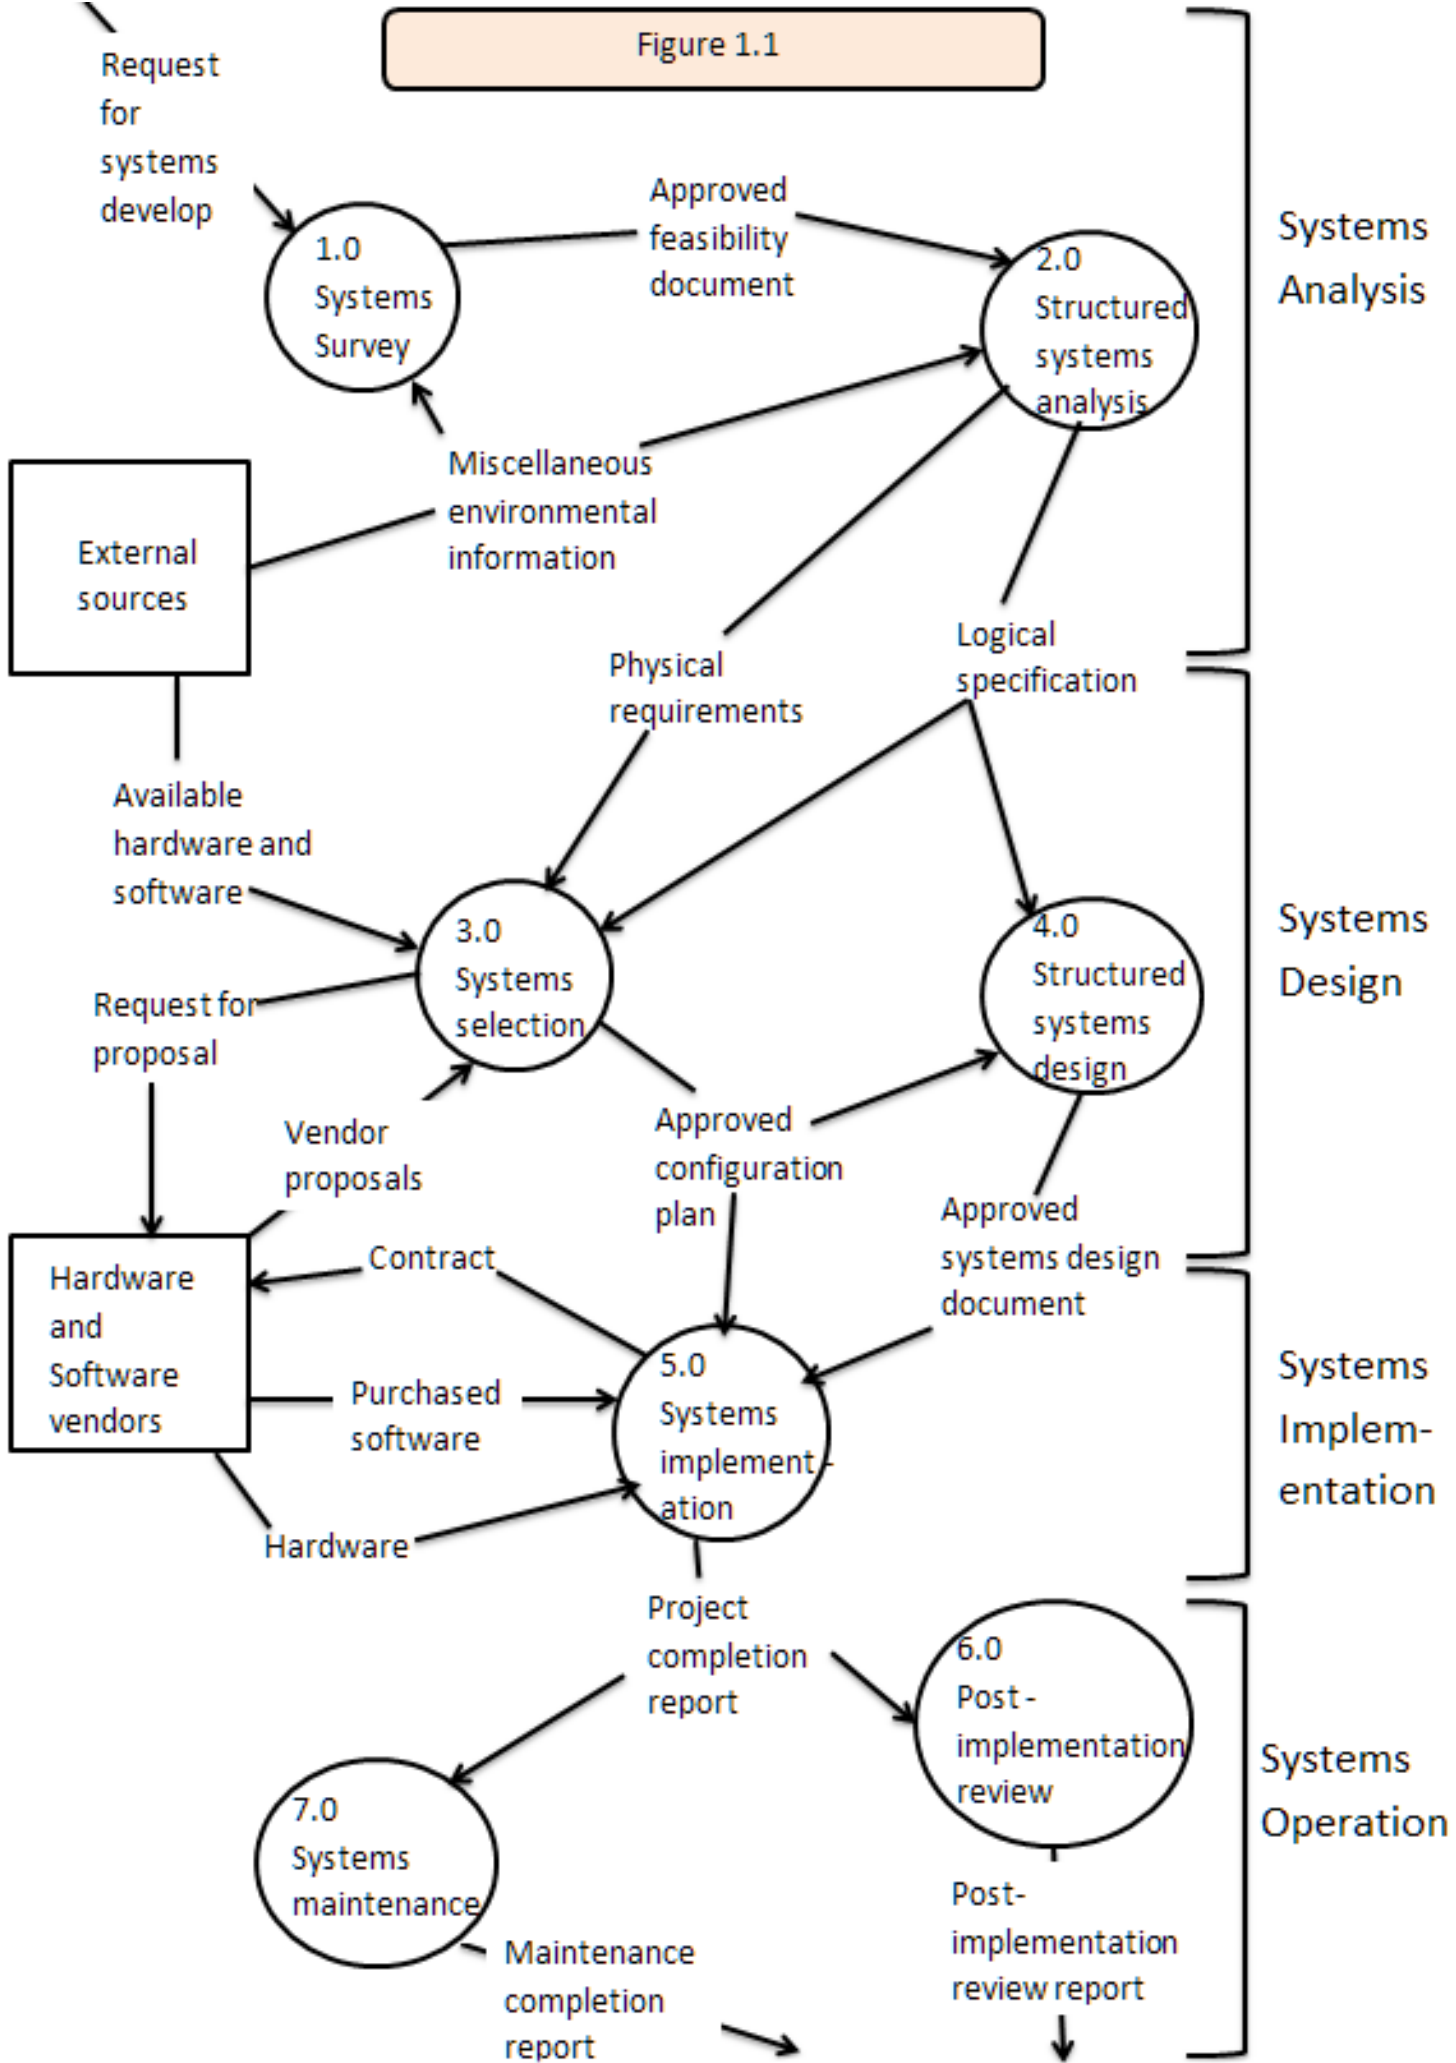 Figure 1.1
Request
for
systems
develop
1.0
Systems
Survey
Approved
feasibility
document
2.0
Structured
systems
analysis
Systems
Analysis
Miscellaneous
environmental
information
External
sources
Physical
requirements
Logical
specification
Available
hardware and
software
3.0
Systems
selection
4.0
Structured
systems
design
Systems
Design
Request for
proposal
Vendor
proposals
Approved
configuration
plan
Approved
systems design
document
Hardware
and
Software
vendors
Contract
Purchased
software
Hardware
5.0
Systems
implement -
ation
Systems
Implem-
entation
Project
completion
report
6.0
Post -
implementation
review
7.0
Systems
maintenance
Systems
Operation
Maintenance
completion
report
Post-
implementation
review report